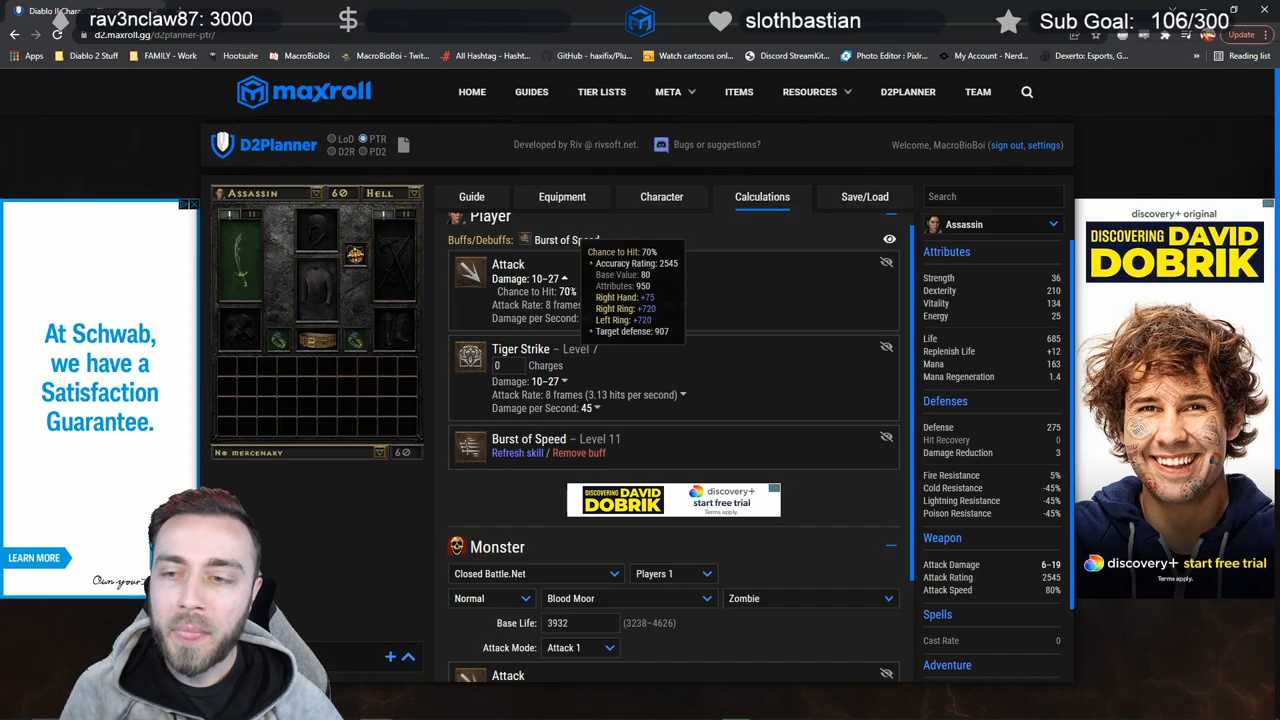 Diablo II Char
rav3nclaw87: 3000
slothbastian
Sub Goal: 106/300
d2.maxroll.gg/d2planner-ptr/
Update
Apps
Diablo 2 Stuff
FAMILY - Work
Hootsuite
MacroBioBoi
MacroBioBoi - Twit...
All Hashtag - Hasht...
GitHub - haxifix/Plu...
Watch cartoons onl...
Discord StreamKit...
Photo Editor : Pixlr...
My Account - Nerd...
Dexerto: Esports, G...
Reading list
maxroll
HOME
GUIDES
TIER LISTS
META
ITEMS
RESOURCES
D2PLANNER
TEAM
D2Planner
LoD
PTR
D2R
PD2
Developed by Riv @ rivsoft.net.
Bugs or suggestions?
Welcome, MacroBioBoi (sign out, settings)
Assassin
60
Hell
No mercenary
60
Guide
Equipment
Character
Calculations
Save/Load
Player
Buffs/Debuffs: Burst of Speed
Attack
Damage: 10–27
Chance to Hit: 70%
Attack Rate: 8 frames
Damage per Second:
Chance to Hit: 70%
+ Accuracy Rating: 2545
Base Value: 80
Attributes: 950
Right Hand: +75
Right Ring: +720
Left Ring: +720
+ Target defense: 907
Tiger Strike – Level 7
0 Charges
Damage: 10–27
Attack Rate: 8 frames (3.13 hits per second)
Damage per Second: 45
Burst of Speed – Level 11
Refresh skill / Remove buff
DISCOVERING DAVID DOBRIK
discovery+
start free trial
Terms apply.
Monster
Closed Battle.Net
Players 1
Normal
Blood Moor
Zombie
Base Life: 3932 (3238–4626)
Attack Mode: Attack 1
Attack
Search
Assassin
Attributes
Strength 36
Dexterity 210
Vitality 134
Energy 25
Life 685
Replenish Life +12
Mana 163
Mana Regeneration 1.4
Defenses
Defense 275
Hit Recovery 0
Damage Reduction 3
Fire Resistance 5%
Cold Resistance -45%
Lightning Resistance -45%
Poison Resistance -45%
Weapon
Attack Damage 6–19
Attack Rating 2545
Attack Speed 80%
Spells
Cast Rate 0
Adventure
At Schwab,
we have a
Satisfaction
Guarantee.
LEARN MORE
discovery+ original
DISCOVERING
DAVID
DOBRIK
discovery+ start free trial
Terms apply.